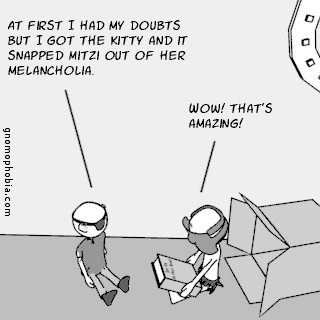 AT FIRST I HAD MY DOUBTS
BUT I GOT THE KITTY AND IT
SNAPPED MITZI OUT OF HER
MELANCHOLIA.
WOW! THAT'S
AMAZING!
gnomophobia.com